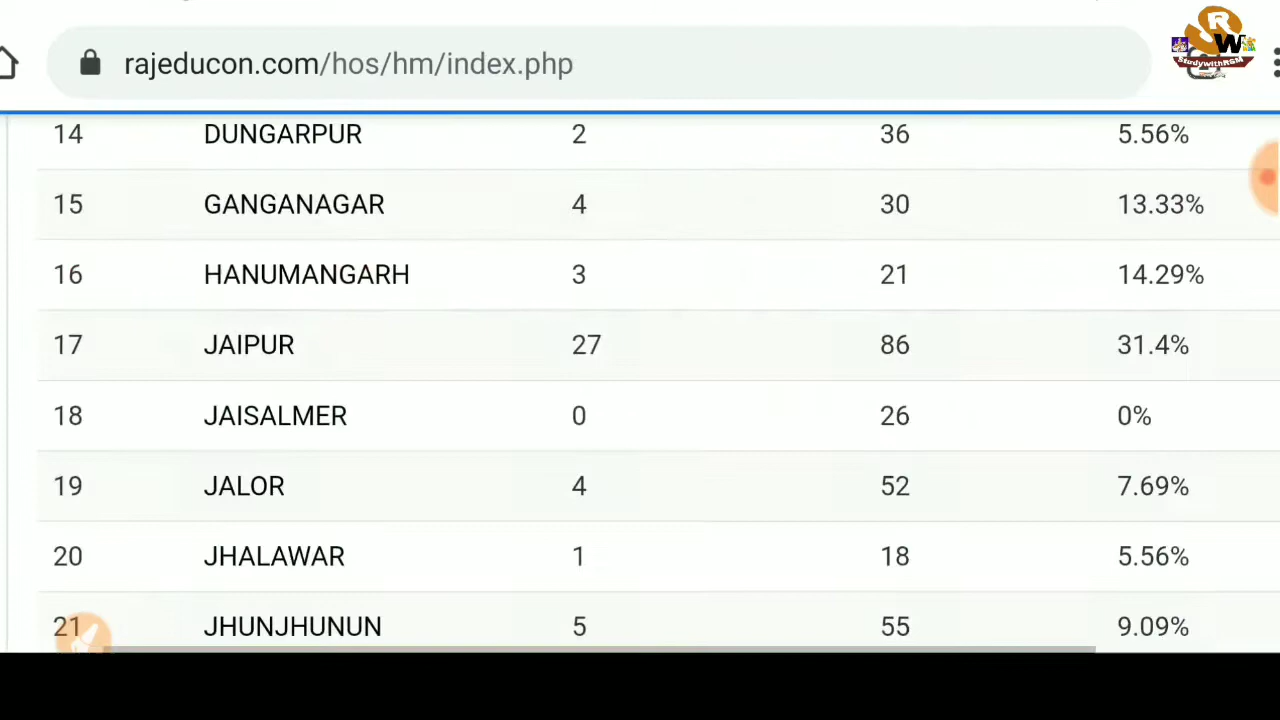 rajeducon.com/hos/hm/index.php
RW
StudywithRSM
14 DUNGARPUR 2 36 5.56%
15 GANGANAGAR 4 30 13.33%
16 HANUMANGARH 3 21 14.29%
17 JAIPUR 27 86 31.4%
18 JAISALMER 0 26 0%
19 JALOR 4 52 7.69%
20 JHALAWAR 1 18 5.56%
21 JHUNJHUNUN 5 55 9.09%